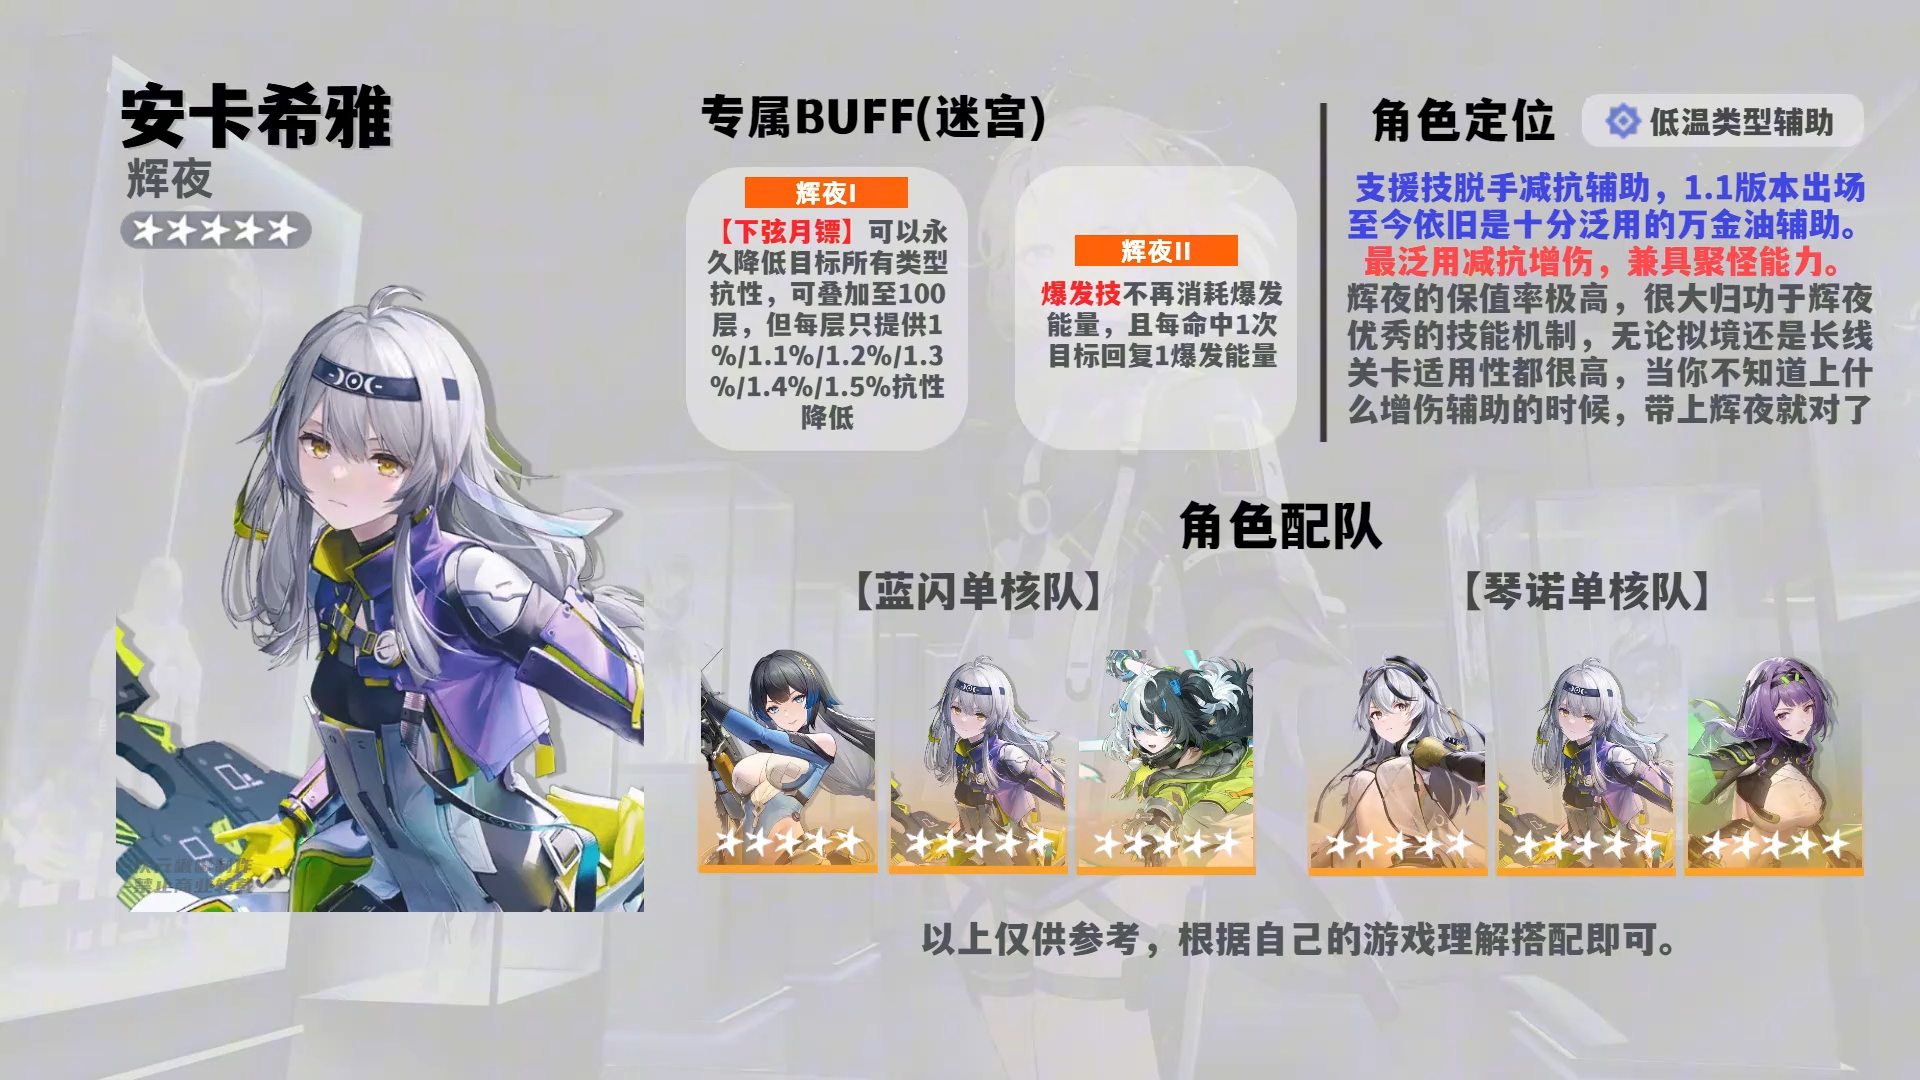 安卡希雅
辉夜
专属BUFF(迷宫)
辉夜I
【下弦月镖】可以永
久降低目标所有类型
抗性，可叠加至100
层，但每层只提供1
%/1.1%/1.2%/1.3
%/1.4%/1.5%抗性
降低
辉夜II
爆发技不再消耗爆发
能量，且每命中1次
目标回复1爆发能量
角色定位
低温类型辅助
支援技脱手减抗辅助，1.1版本出场
至今依旧是十分泛用的万金油辅助。
最泛用减抗增伤，兼具聚怪能力。
辉夜的保值率极高，很大归功于辉夜
优秀的技能机制，无论拟境还是长线
关卡适用性都很高，当你不知道上什
么增伤辅助的时候，带上辉夜就对了
角色配队
【蓝闪单核队】
【琴诺单核队】
以上仅供参考，根据自己的游戏理解搭配即可。